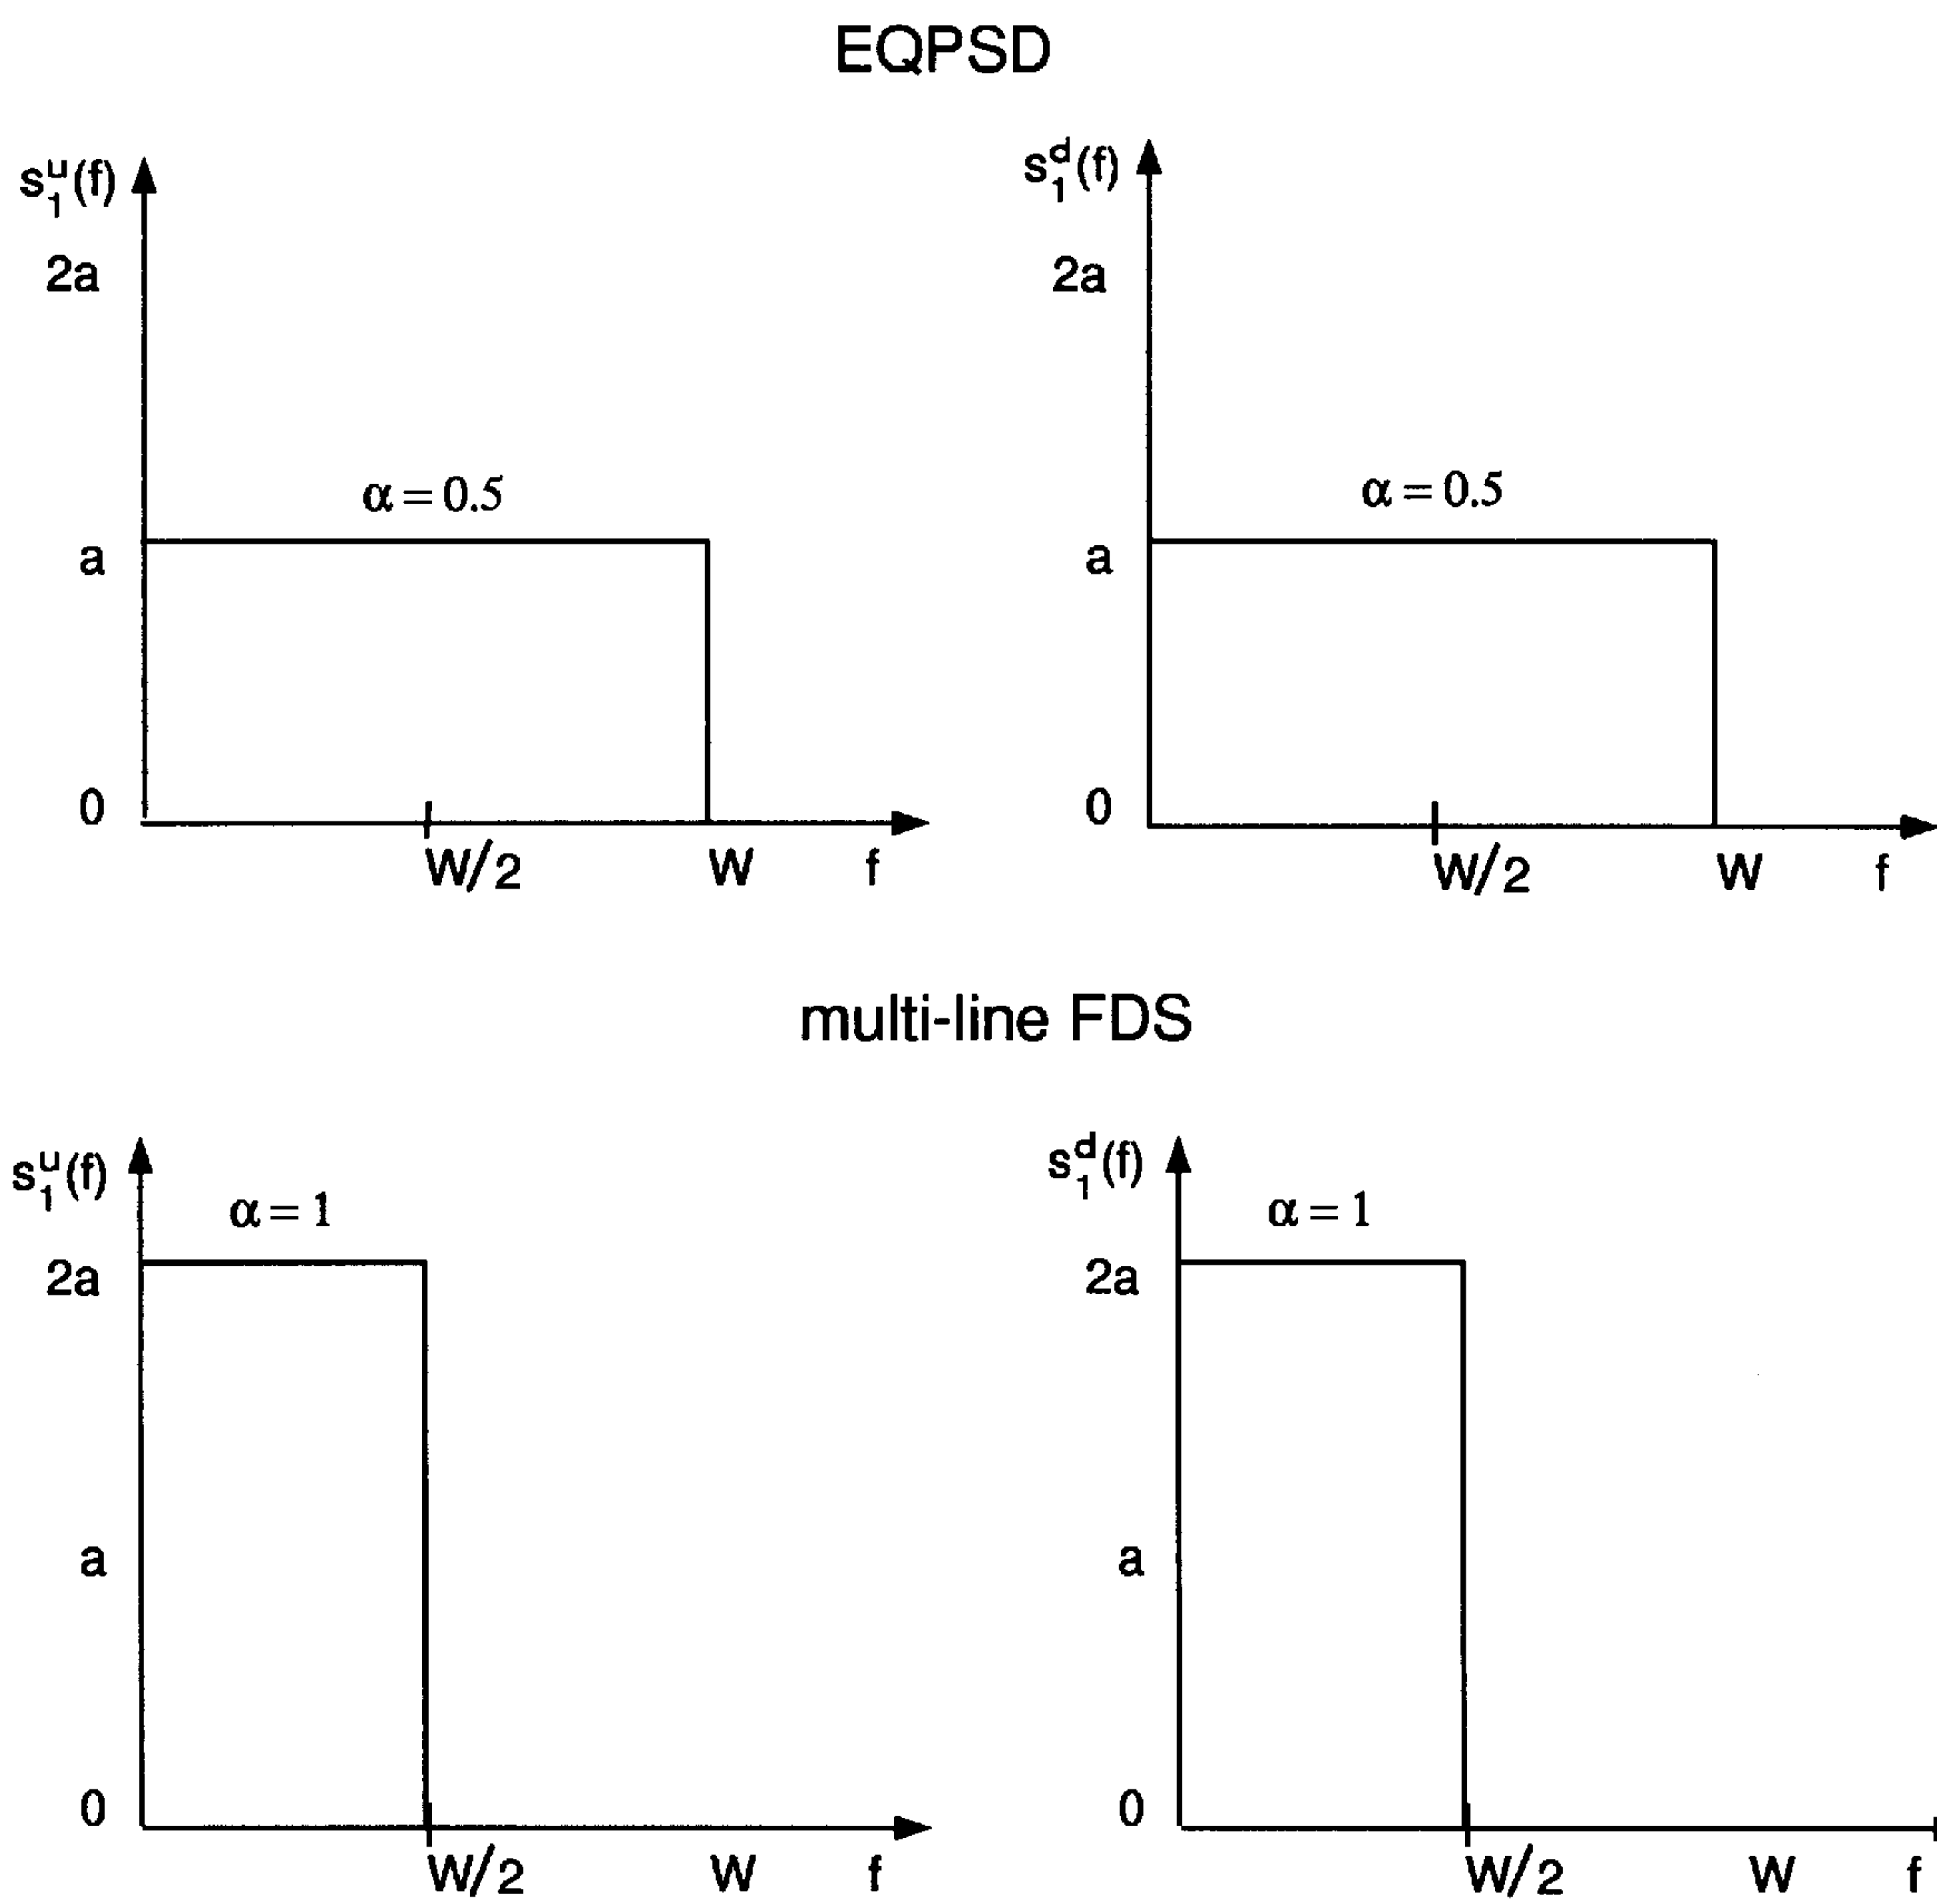 EQPSD
s₁ᵘ(f)
2a
α = 0.5
a
0
W/2 W f
s₁ᵈ(f)
2a
α = 0.5
a
0
W/2 W f
multi-line FDS
s₁ᵘ(f)
α = 1
2a
a
0
W/2 W f
s₁ᵈ(f)
α = 1
2a
a
0
W/2 W f